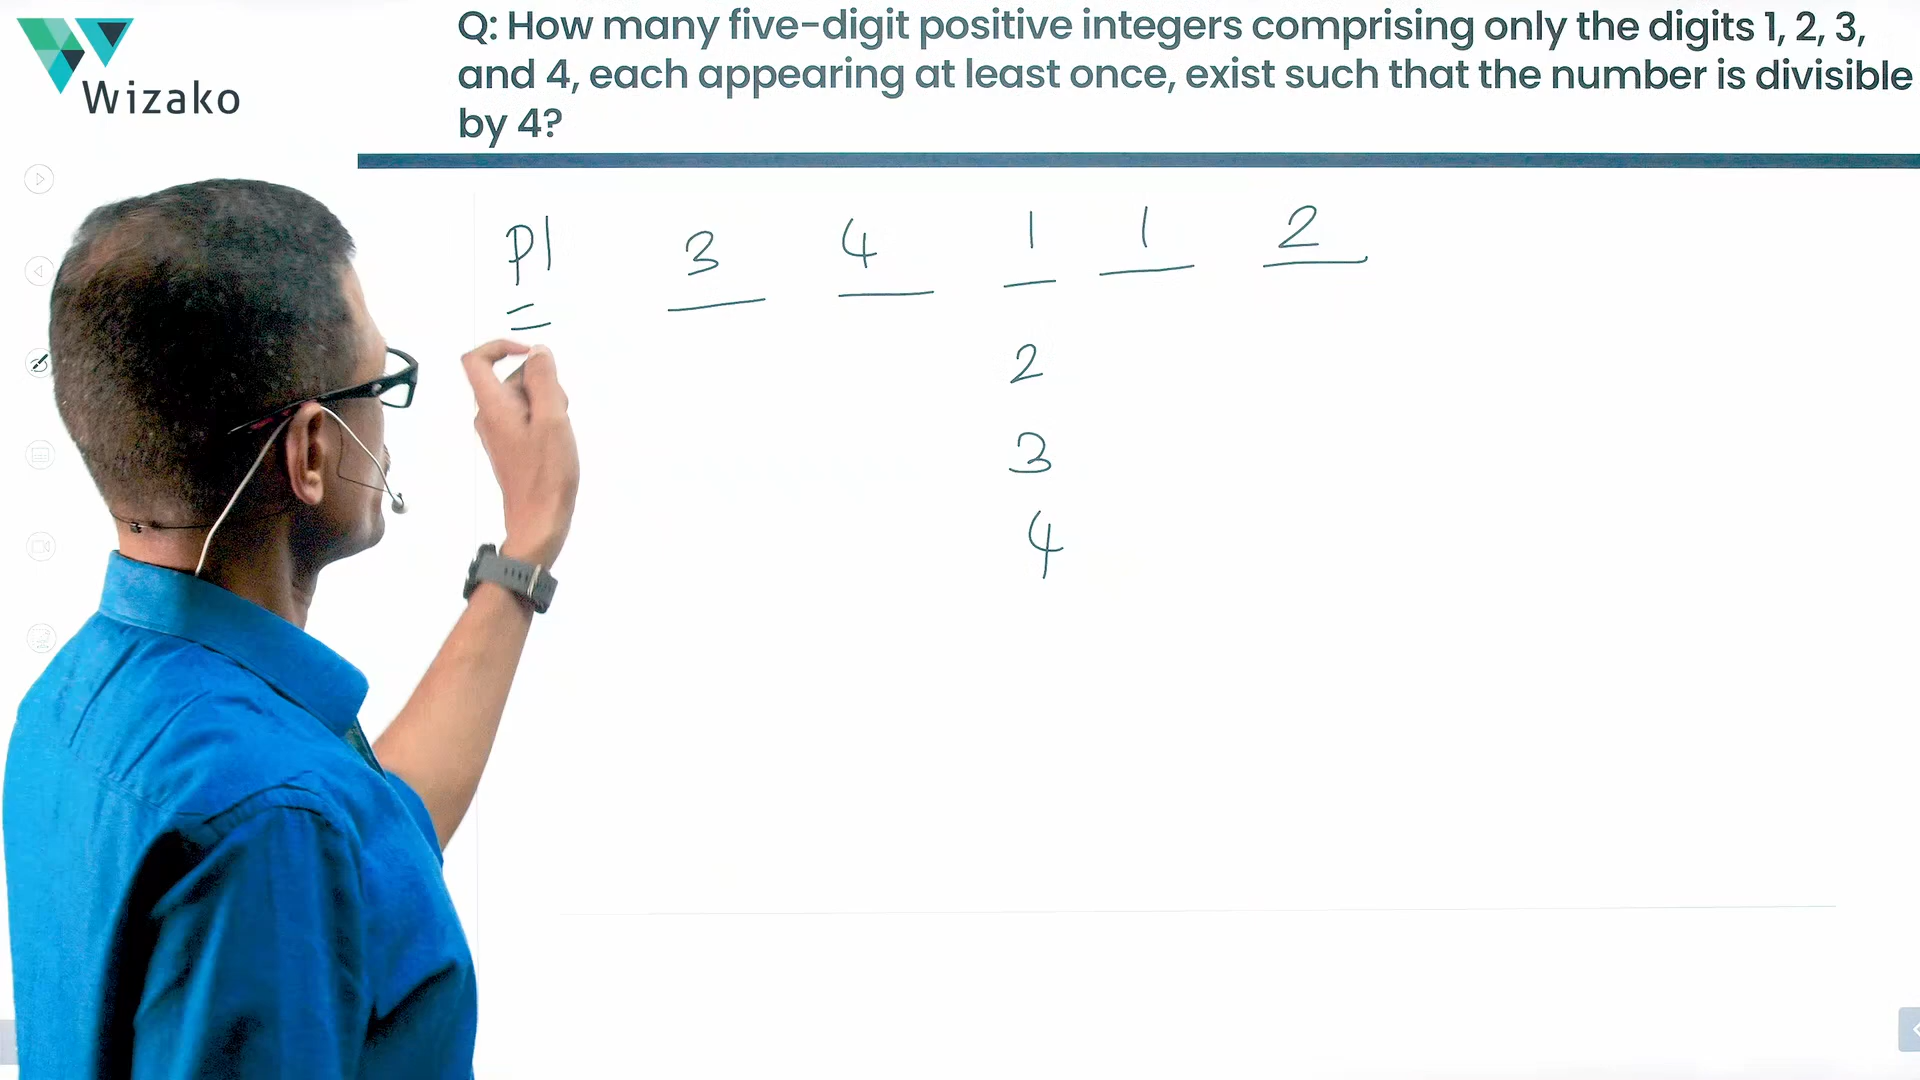 Wizako
Q: How many five-digit positive integers comprising only the digits 1, 2, 3,
and 4, each appearing at least once, exist such that the number is divisible
by 4?
P1 3 4 1 1 2
2
3
4